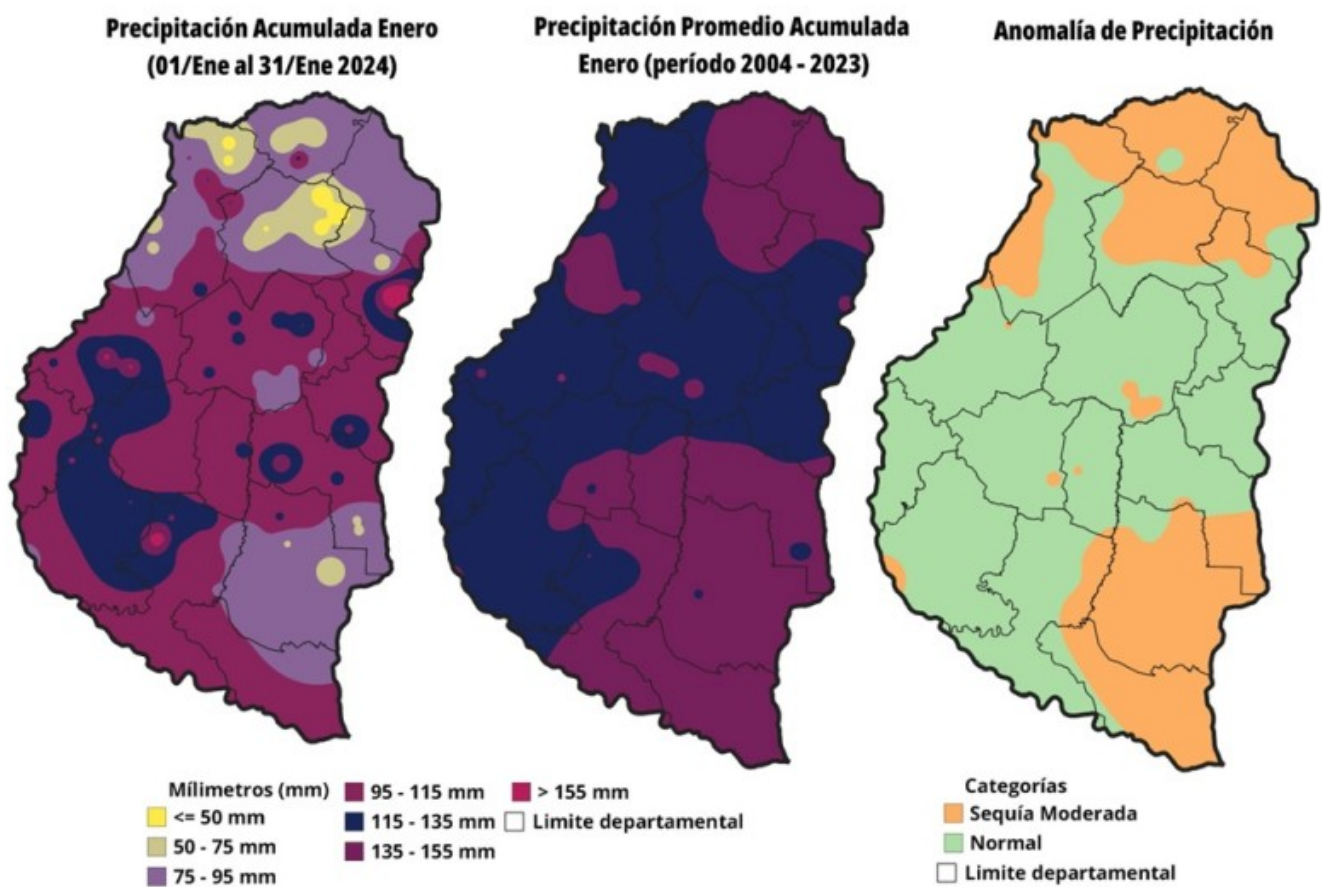 Precipitación Acumulada Enero
(01/Ene al 31/Ene 2024)
Precipitación Promedio Acumulada
Enero (período 2004 - 2023)
Anomalía de Precipitación
Mílimetros (mm)
<= 50 mm
50 - 75 mm
75 - 95 mm
95 - 115 mm
115 - 135 mm
135 - 155 mm
> 155 mm
Limite departamental
Categorías
Sequía Moderada
Normal
Limite departamental